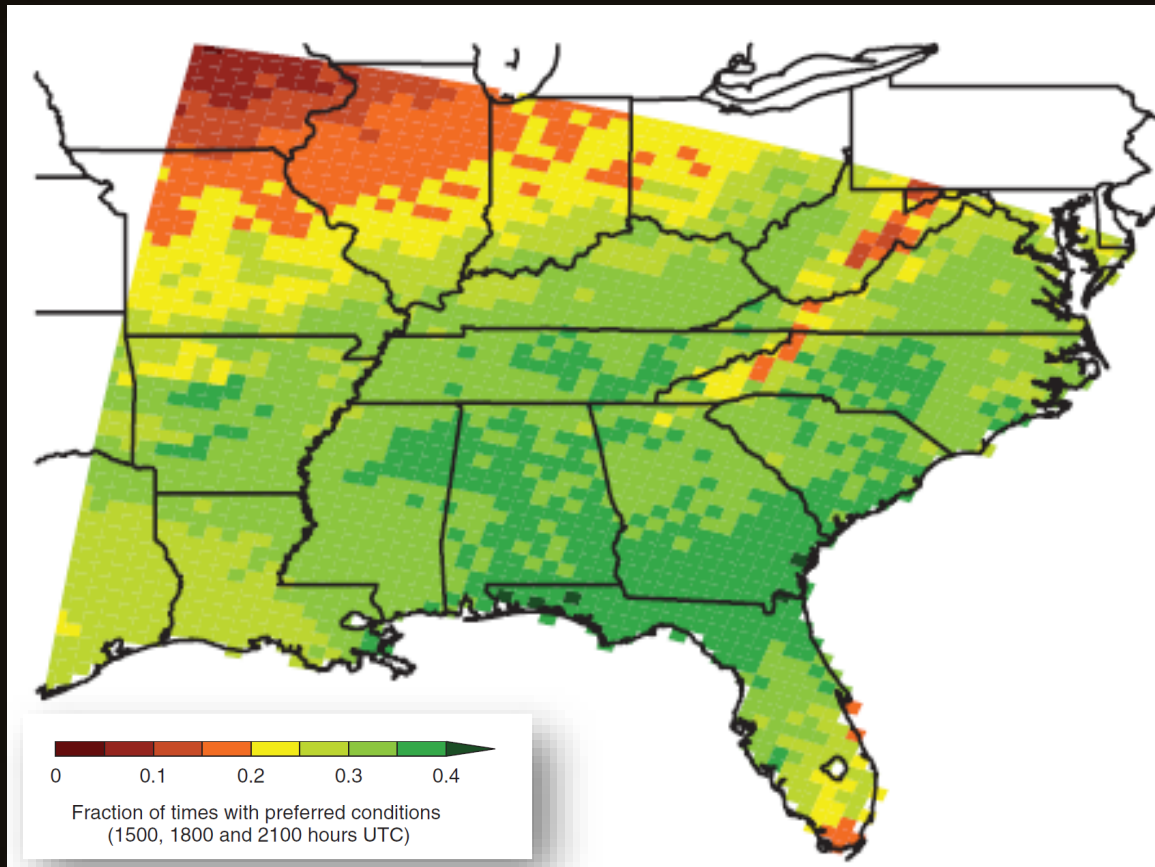 0 0.1 0.2 0.3 0.4
Fraction of times with preferred conditions
(1500, 1800 and 2100 hours UTC)